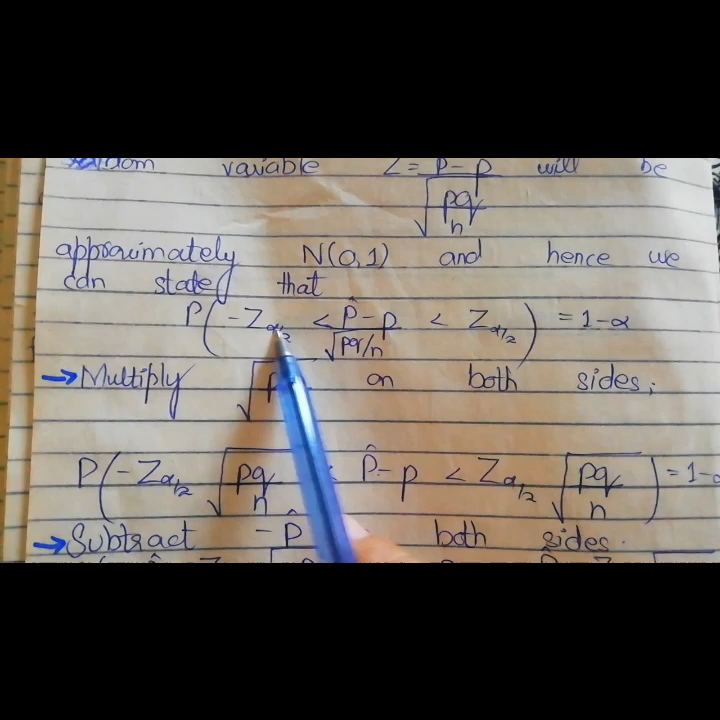 variable Z = P̂ - p will be
√(pq/n)
approximately N(0,1) and hence we
can state that
P(-Z_{α/2} < (P̂ - p)/√(pq/n) < Z_{α/2}) = 1-α
→ Multiply on both sides;
P(-Z_{α/2} √(pq/n) < P̂ - p < Z_{α/2} √(pq/n)) = 1-α
→ Subtract -P̂ both sides.